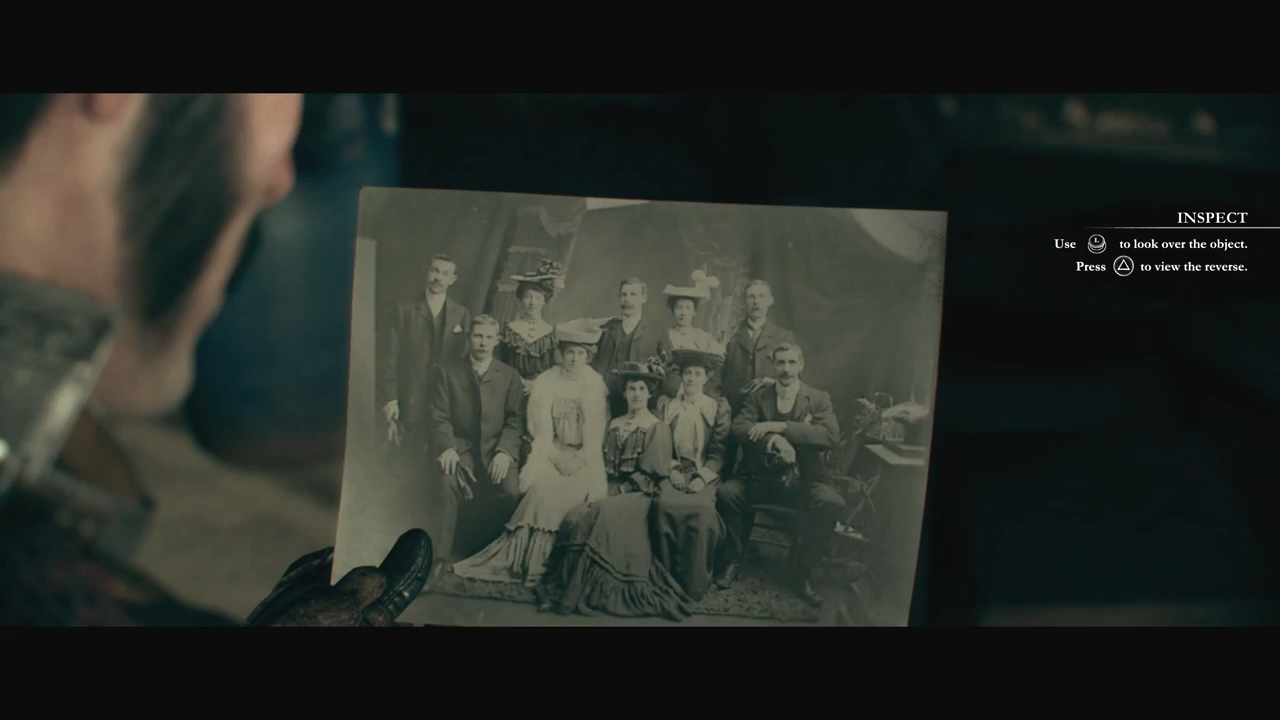 INSPECT
Use L to look over the object.
Press to view the reverse.